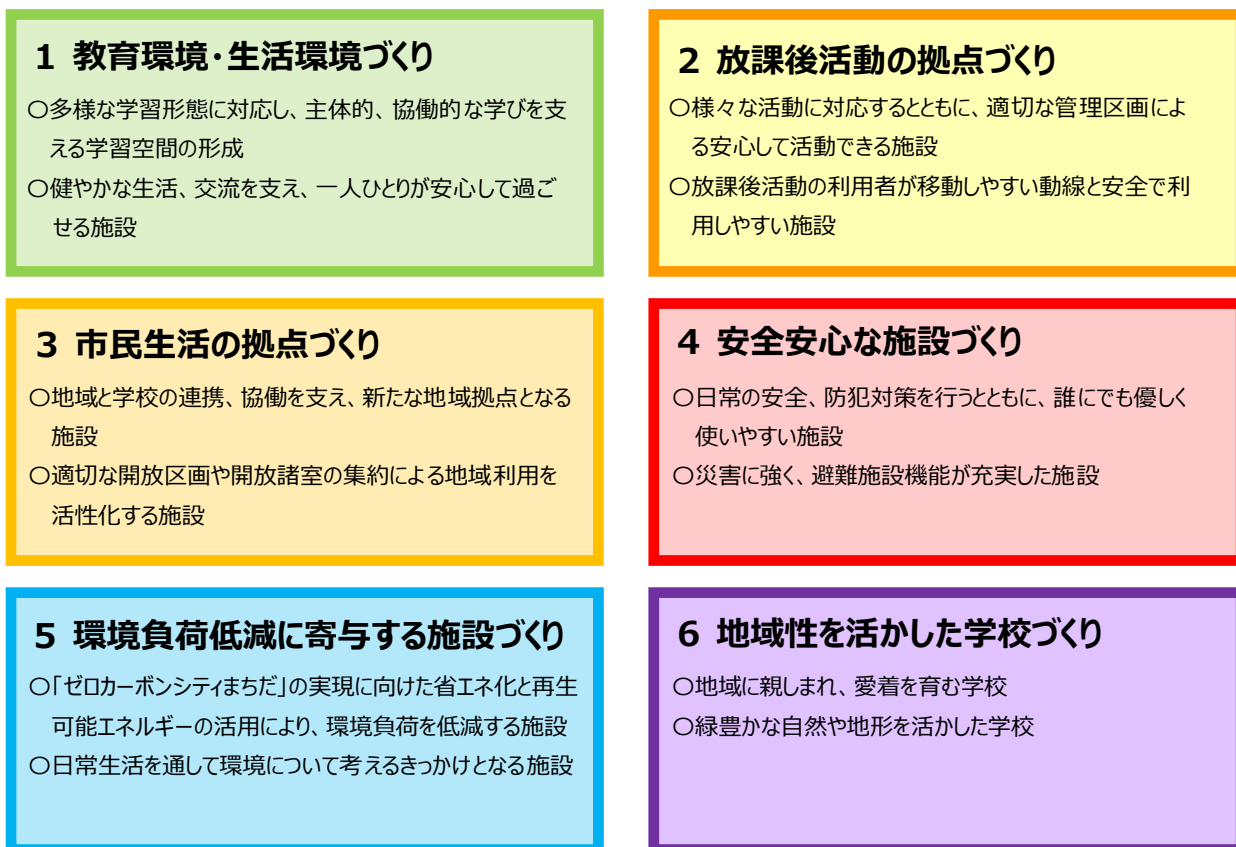 1 教育環境・生活環境づくり
○多様な学習形態に対応し、主体的、協働的な学びを支
える学習空間の形成
○健やかな生活、交流を支え、一人ひとりが安心して過ご
せる施設
2 放課後活動の拠点づくり
○様々な活動に対応するとともに、適切な管理区画によ
る安心して活動できる施設
○放課後活動の利用者が移動しやすい動線と安全で利
用しやすい施設
3 市民生活の拠点づくり
○地域と学校の連携、協働を支え、新たな地域拠点となる
施設
○適切な開放区画や開放諸室の集約による地域利用を
活性化する施設
4 安全安心な施設づくり
○日常の安全、防犯対策を行うとともに、誰にでも優しく
使いやすい施設
○災害に強く、避難施設機能が充実した施設
5 環境負荷低減に寄与する施設づくり
○「ゼロカーボンシティまちだ」の実現に向けた省エネ化と再生
可能エネルギーの活用により、環境負荷を低減する施設
○日常生活を通して環境について考えるきっかけとなる施設
6 地域性を活かした学校づくり
○地域に親しまれ、愛着を育む学校
○緑豊かな自然や地形を活かした学校